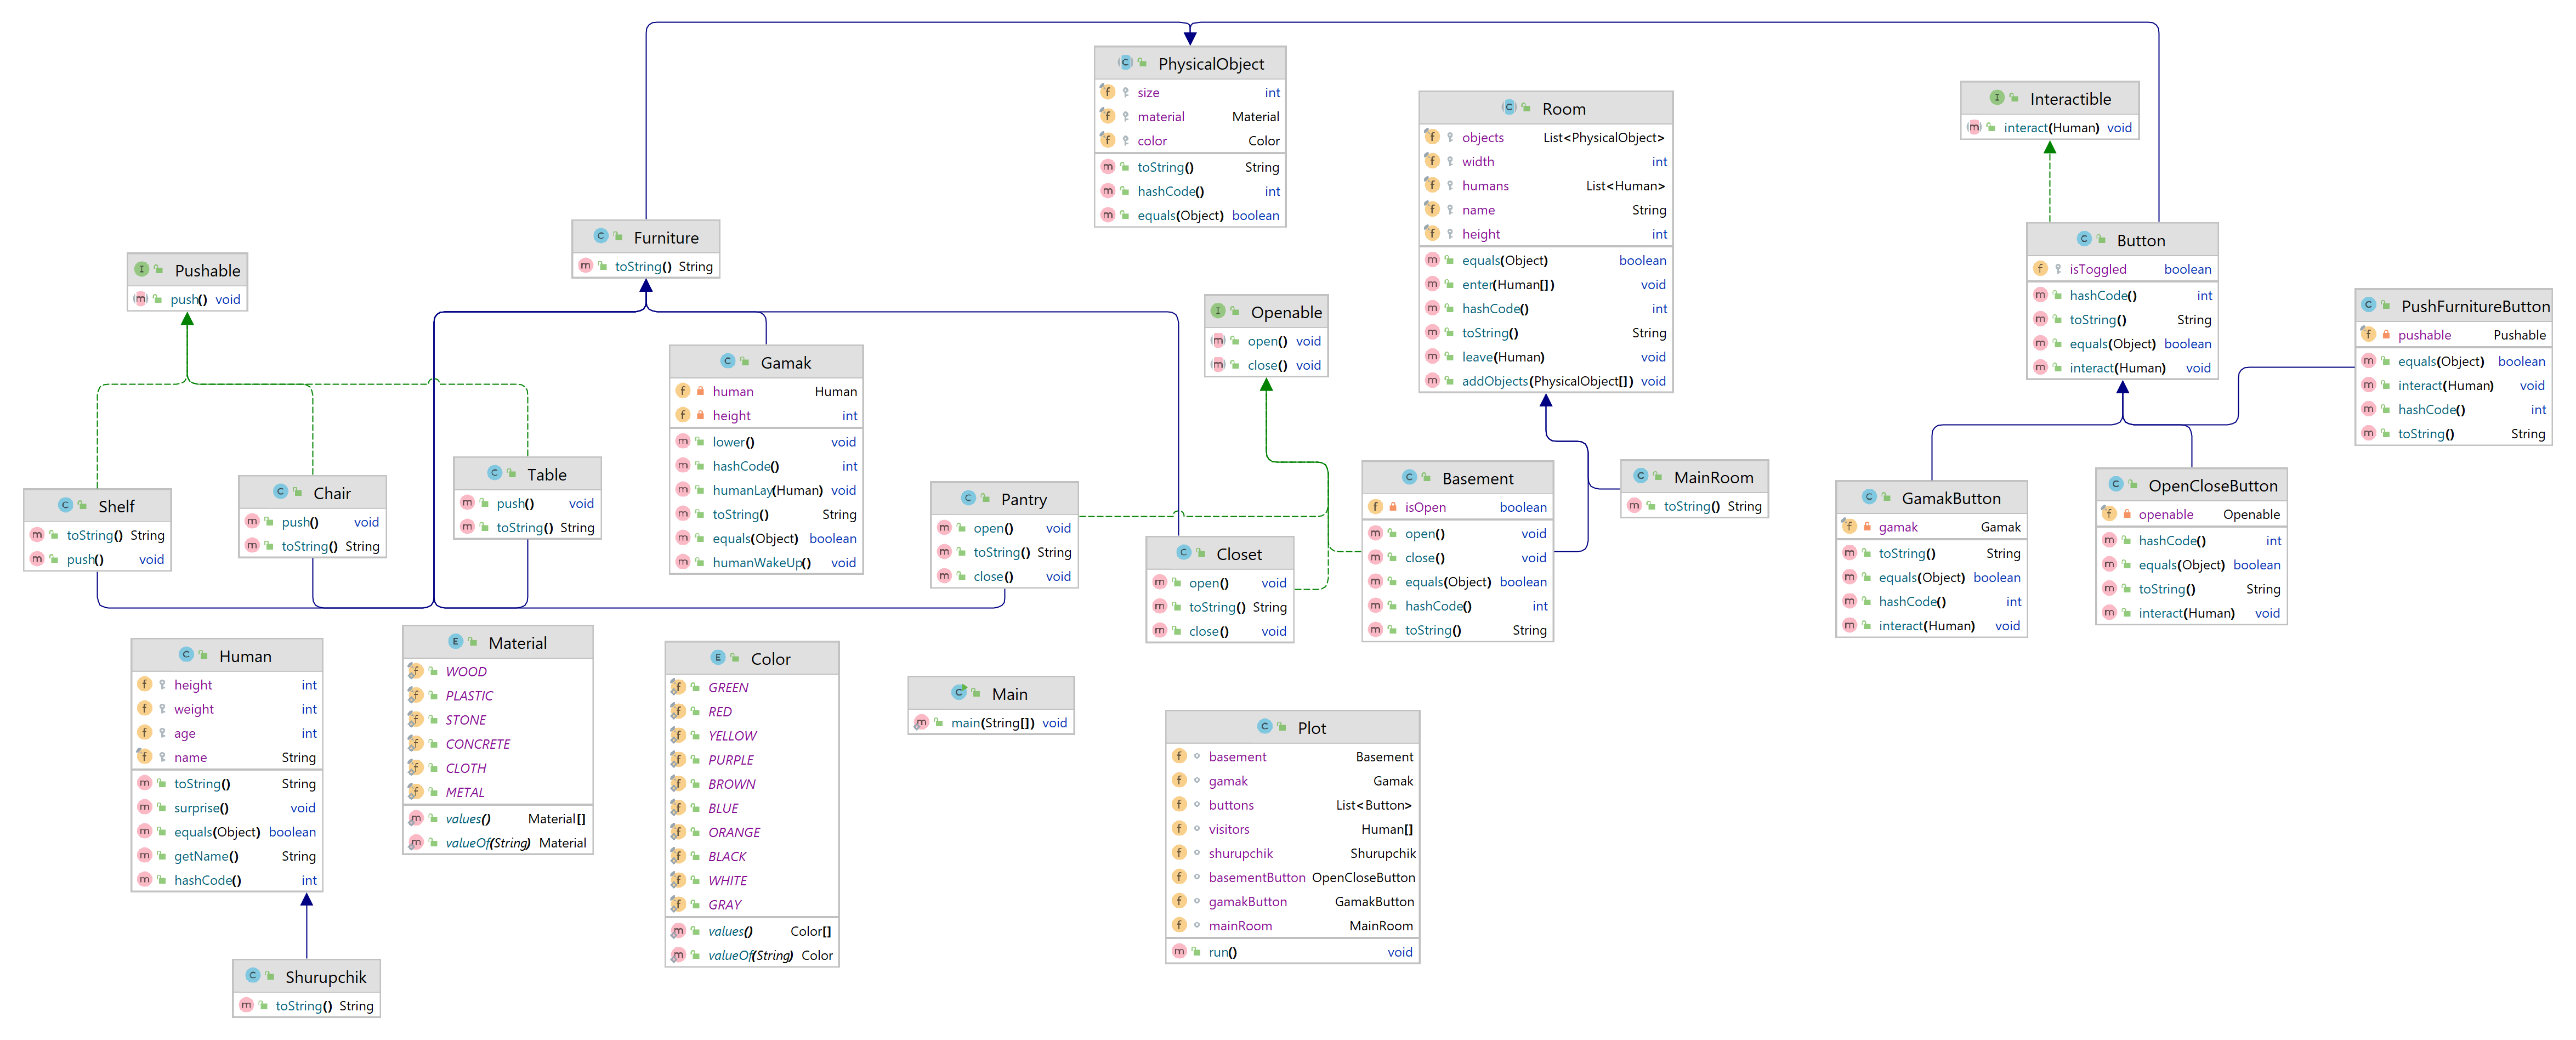 PhysicalObject
size int
material Material
color Color
toString() String
hashCode() int
equals(Object) boolean
Room
objects List<PhysicalObject>
width int
humans List<Human>
name String
height int
equals(Object) boolean
enter(Human[]) void
hashCode() int
toString() String
leave(Human) void
addObjects(PhysicalObject[]) void
Interactible
interact(Human) void
Furniture
toString() String
Button
isToggled boolean
hashCode() int
toString() String
equals(Object) boolean
interact(Human) void
Pushable
push() void
Openable
open() void
close() void
PushFurnitureButton
pushable Pushable
equals(Object) boolean
interact(Human) void
hashCode() int
toString() String
Gamak
human Human
height int
lower() void
hashCode() int
humanLay(Human) void
toString() String
equals(Object) boolean
humanWakeUp() void
Shelf
toString() String
push() void
Chair
push() void
toString() String
Table
push() void
toString() String
Pantry
open() void
toString() String
close() void
Closet
open() void
toString() String
close() void
Basement
isOpen boolean
open() void
close() void
equals(Object) boolean
hashCode() int
toString() String
MainRoom
toString() String
GamakButton
gamak Gamak
toString() String
equals(Object) boolean
hashCode() int
interact(Human) void
OpenCloseButton
openable Openable
hashCode() int
equals(Object) boolean
toString() String
interact(Human) void
Human
height int
weight int
age int
name String
toString() String
surprise() void
equals(Object) boolean
getName() String
hashCode() int
Material
WOOD
PLASTIC
STONE
CONCRETE
CLOTH
METAL
values() Material[]
valueOf(String) Material
Color
GREEN
RED
YELLOW
PURPLE
BROWN
BLUE
ORANGE
BLACK
WHITE
GRAY
values() Color[]
valueOf(String) Color
Main
main(String[]) void
Plot
basement Basement
gamak Gamak
buttons List<Button>
visitors Human[]
shurupchik Shurupchik
basementButton OpenCloseButton
gamakButton GamakButton
mainRoom MainRoom
run() void
Shurupchik
toString() String